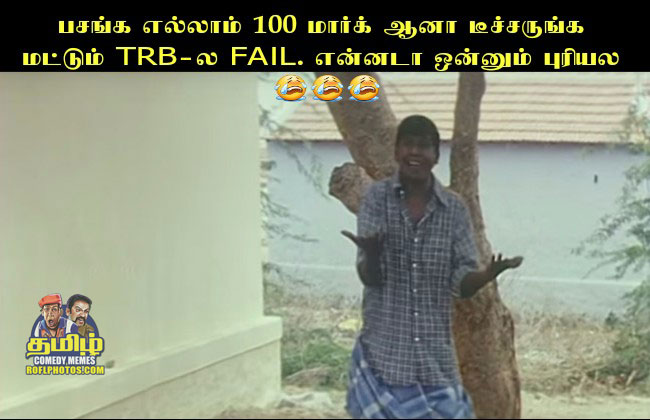 பசங்க எல்லாம் 100 மார்க் ஆனா டீச்சருங்க
மட்டும் TRB-ல FAIL. என்னடா ஒன்னும் புரியல
தமிழ்
COMEDY.MEMES
ROFLPHOTOS.COM